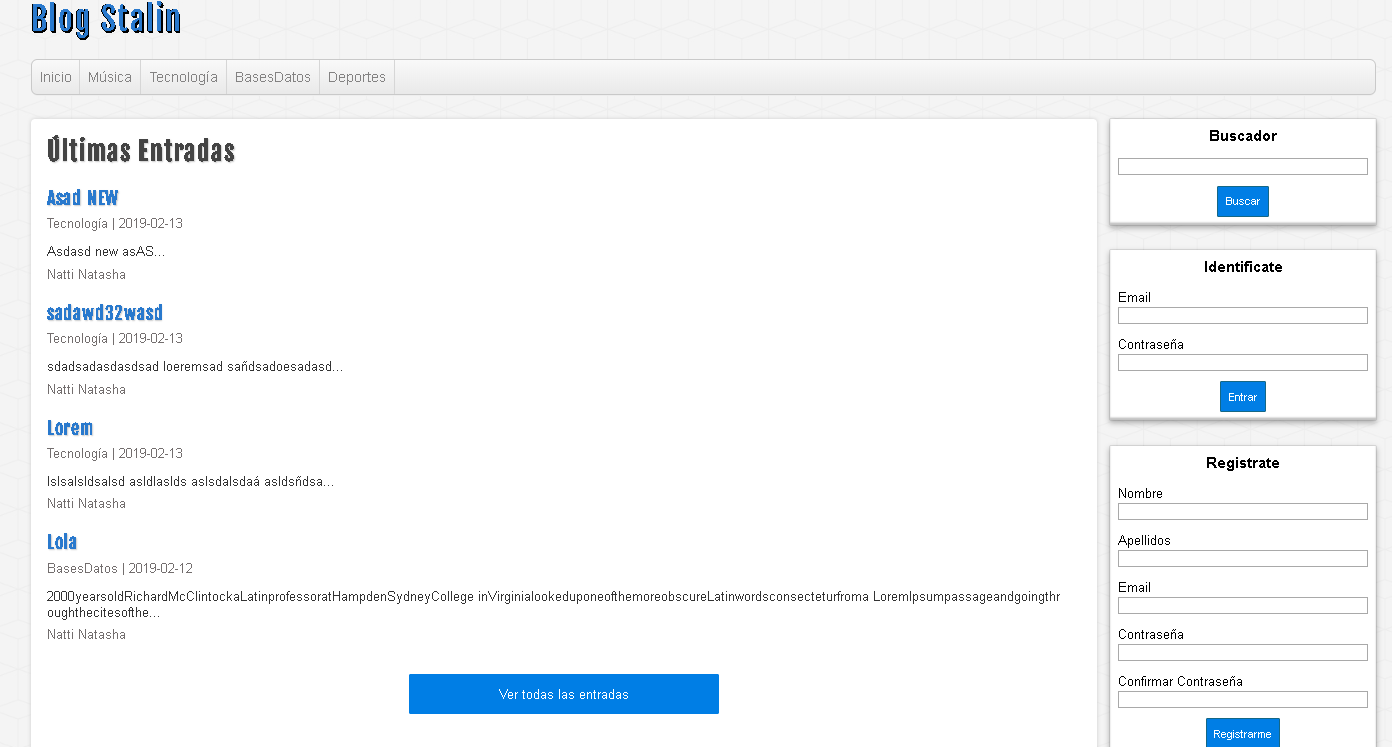 Blog Stalin
Inicio Música Tecnología BasesDatos Deportes
Últimas Entradas
Asad NEW
Tecnología | 2019-02-13
Asdasd new asAS...
Natti Natasha
sadawd32wasd
Tecnología | 2019-02-13
sdadsadasdasdsad loeremsad sañdsadoesadasd...
Natti Natasha
Lorem
Tecnología | 2019-02-13
lslsalsldsalsd asldlaslds aslsdalsdaá asldsñdsa...
Natti Natasha
Lola
BasesDatos | 2019-02-12
2000yearsoldRichardMcClintockaLatinprofessoratHampdenSydneyCollege inVirginialookeduponeofthemoreobscureLatinwordsconsecteturfroma LoremIpsumpassageandgoingthr
oughthecitesofthe...
Natti Natasha
Ver todas las entradas
Buscador
Buscar
Identificate
Email
Contraseña
Entrar
Registrate
Nombre
Apellidos
Email
Contraseña
Confirmar Contraseña
Registrarme